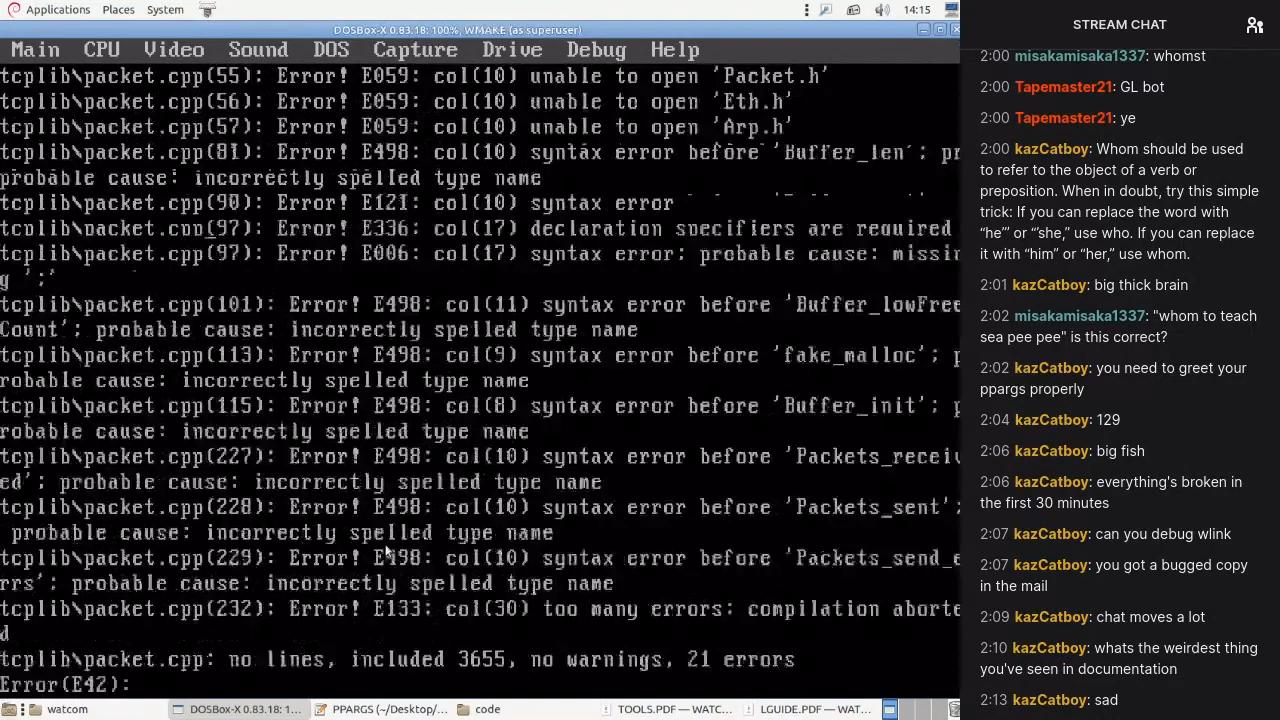 Applications Places System 14:15
DOSBox-X 0.83.18: 100%, WMAKE (as superuser)
Main CPU Video Sound DOS Capture Drive Debug Help
tcplib\packet.cpp(55): Error! E059: col(10) unable to open 'Packet.h'
tcplib\packet.cpp(56): Error! E059: col(10) unable to open 'Eth.h'
tcplib\packet.cpp(57): Error! E059: col(10) unable to open 'Arp.h'
tcplib\packet.cpp(81): Error! E498: col(10) syntax error before 'Buffer_len'; pr
probable cause: incorrectly spelled type name
tcplib\packet.cpp(90): Error! E121: col(10) syntax error
tcplib\packet.cpp(97): Error! E336: col(17) declaration specifiers are required
tcplib\packet.cpp(97): Error! E006: col(17) syntax error; probable cause: missin
g ';'
tcplib\packet.cpp(101): Error! E498: col(11) syntax error before 'Buffer_lowFree
Count'; probable cause: incorrectly spelled type name
tcplib\packet.cpp(113): Error! E498: col(9) syntax error before 'fake_malloc'; p
robable cause: incorrectly spelled type name
tcplib\packet.cpp(115): Error! E498: col(8) syntax error before 'Buffer_init'; p
robable cause: incorrectly spelled type name
tcplib\packet.cpp(227): Error! E498: col(10) syntax error before 'Packets_receiv
ed'; probable cause: incorrectly spelled type name
tcplib\packet.cpp(228): Error! E498: col(10) syntax error before 'Packets_sent';
probable cause: incorrectly spelled type name
tcplib\packet.cpp(229): Error! E498: col(10) syntax error before 'Packets_send_e
rrs'; probable cause: incorrectly spelled type name
tcplib\packet.cpp(232): Error! E133: col(30) too many errors: compilation aborte
d
tcplib\packet.cpp: no lines, included 3655, no warnings, 21 errors
Error(E42):
watcom DOSBox-X 0.83.18: 1... PPARGS (~/Desktop/... code TOOLS.PDF — WATC... LGUIDE.PDF — WAT...
STREAM CHAT
2:00 misakamisaka1337: whomst
2:00 Tapemaster21: GL bot
2:00 Tapemaster21: ye
2:00 kazCatboy: Whom should be used
to refer to the object of a verb or
preposition. When in doubt, try this simple
trick: If you can replace the word with
“he”’ or “’she,” use who. If you can replace
it with “him” or “her,” use whom.
2:01 kazCatboy: big thick brain
2:02 misakamisaka1337: "whom to teach
sea pee pee" is this correct?
2:02 kazCatboy: you need to greet your
ppargs properly
2:04 kazCatboy: 129
2:06 kazCatboy: big fish
2:06 kazCatboy: everything's broken in
the first 30 minutes
2:07 kazCatboy: can you debug wlink
2:07 kazCatboy: you got a bugged copy
in the mail
2:09 kazCatboy: chat moves a lot
2:10 kazCatboy: whats the weirdest thing
you've seen in documentation
2:13 kazCatboy: sad